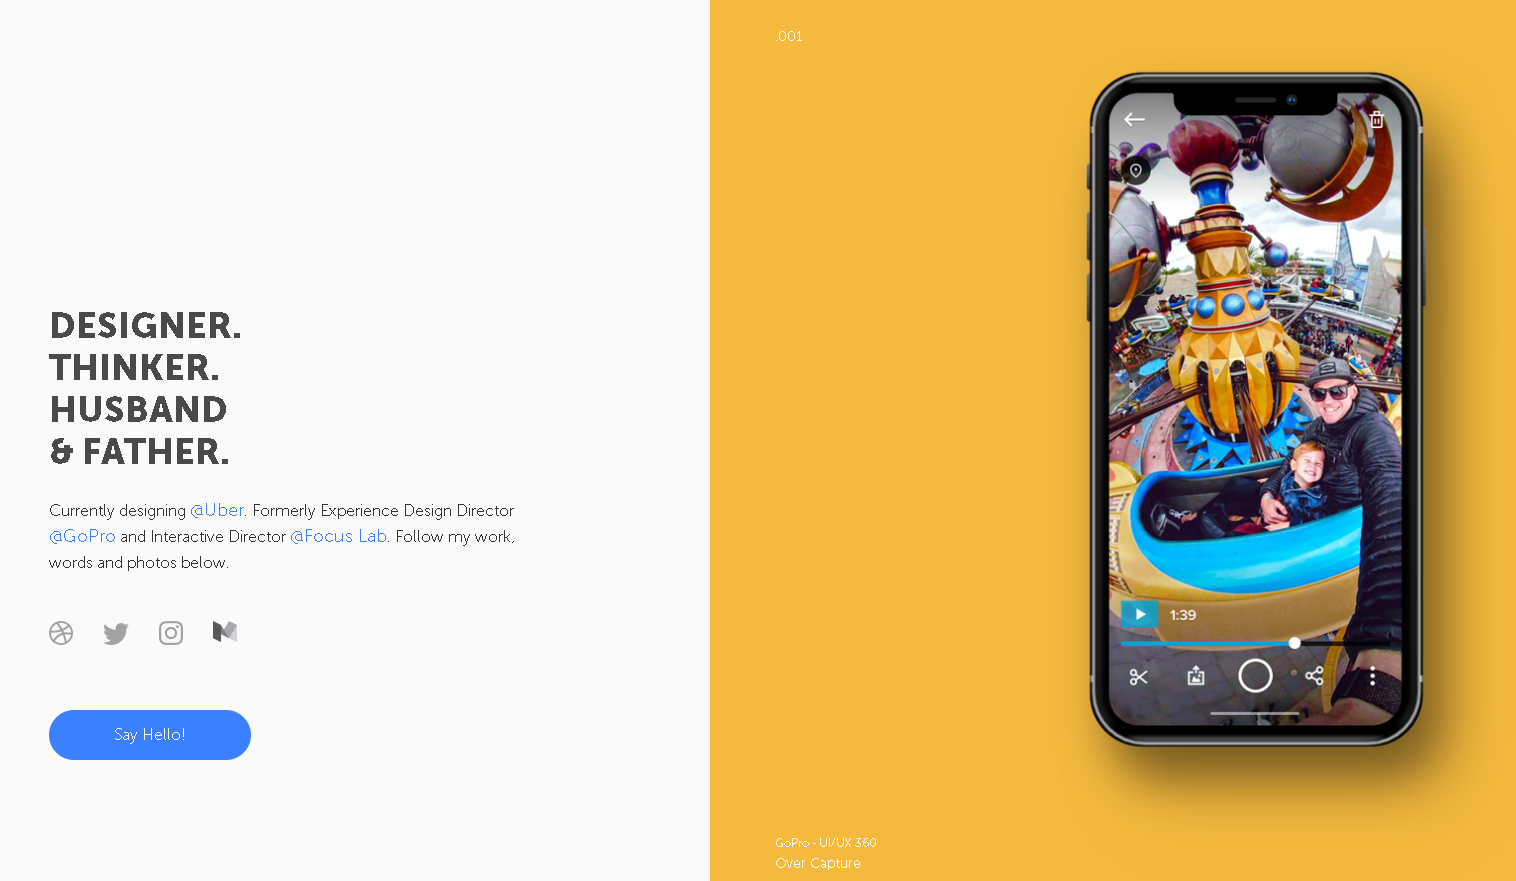 DESIGNER.
THINKER.
HUSBAND
& FATHER.
Currently designing @Uber. Formerly Experience Design Director
@GoPro and Interactive Director @Focus Lab. Follow my work,
words and photos below.
Say Hello!
.001
1:39
GoPro - UI/UX 360
Over Capture